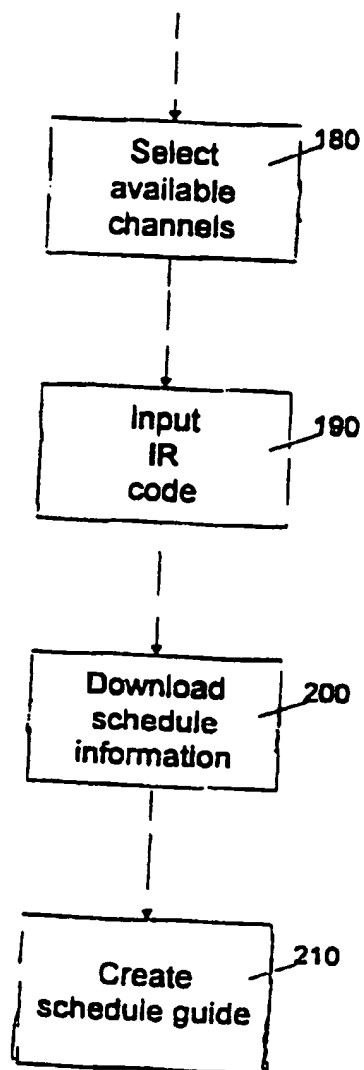 Select
available
channels
180
Input
IR
code
190
Download
schedule
information
200
Create
schedule guide
210